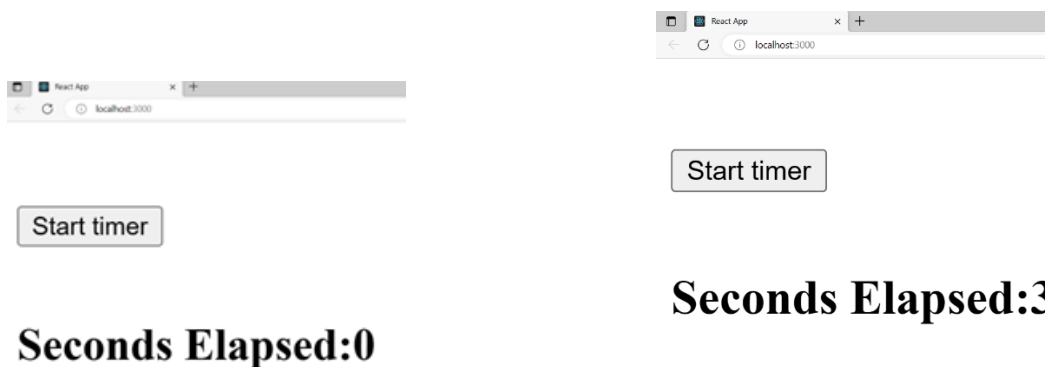 React App
localhost:3000
Start timer
Seconds Elapsed:0
React App
localhost:3000
Start timer
Seconds Elapsed:3